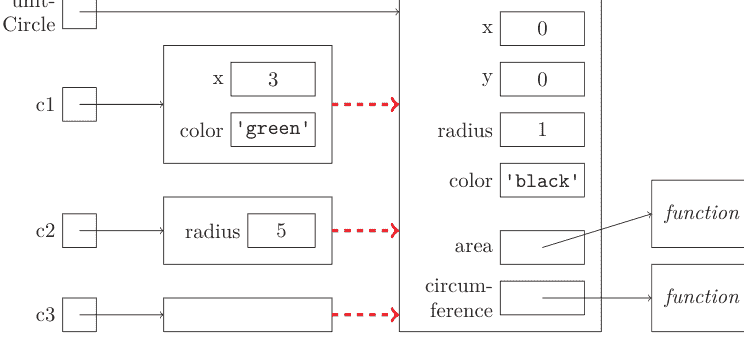 unit-
Circle
x 0
c1
x 3
y 0
color 'green'
radius 1
color 'black'
function
c2
radius 5
area
circum-
ference
function
c3